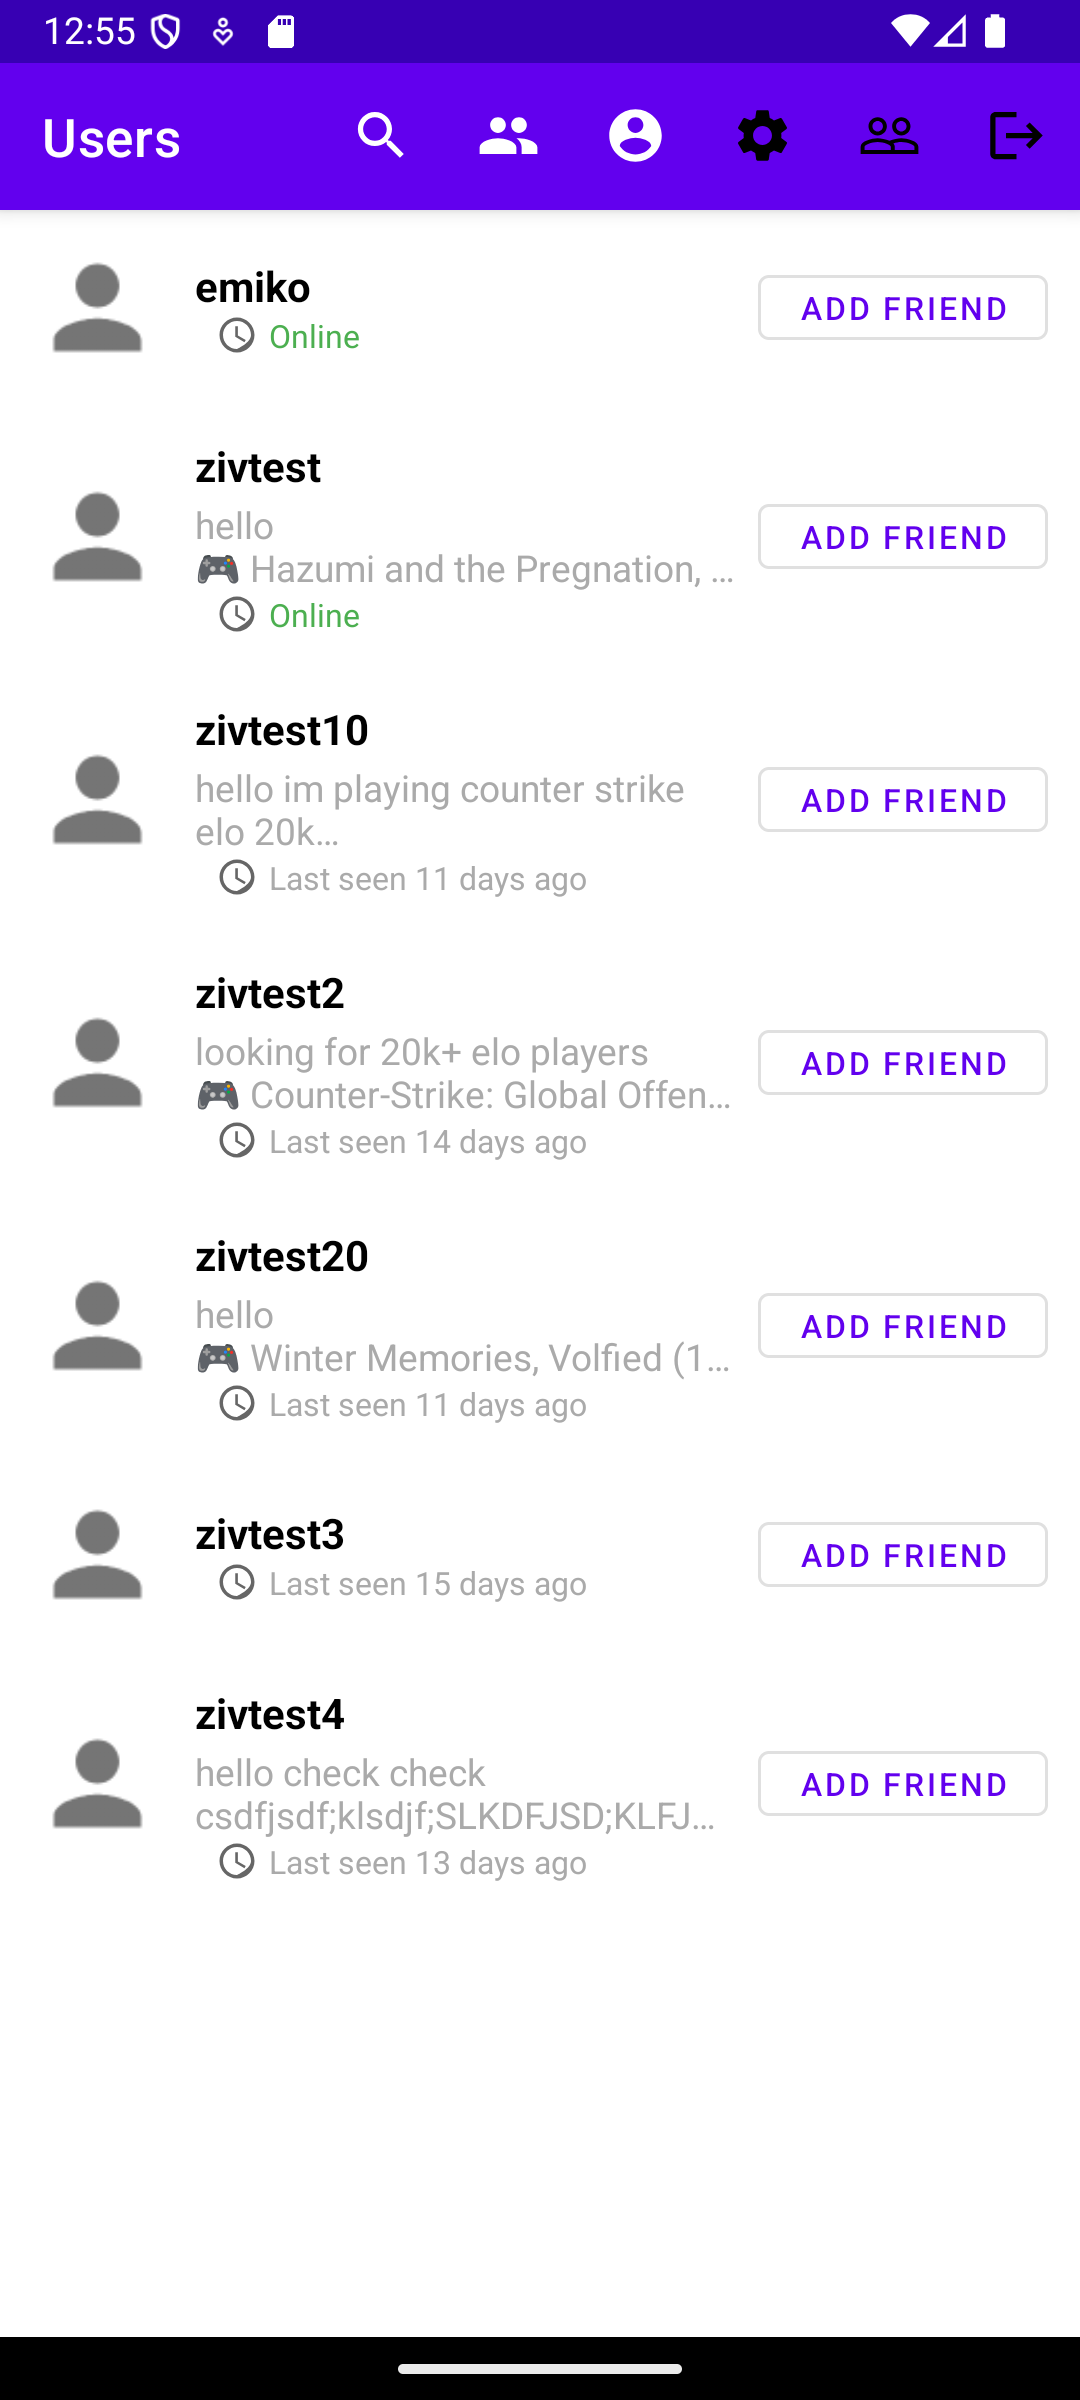 12:55
Users
emiko
Online
ADD FRIEND
zivtest
hello
🎮 Hazumi and the Pregnation, ...
Online
ADD FRIEND
zivtest10
hello im playing counter strike
elo 20k...
Last seen 11 days ago
ADD FRIEND
zivtest2
looking for 20k+ elo players
🎮 Counter-Strike: Global Offen...
Last seen 14 days ago
ADD FRIEND
zivtest20
hello
🎮 Winter Memories, Volfied (1...
Last seen 11 days ago
ADD FRIEND
zivtest3
Last seen 15 days ago
ADD FRIEND
zivtest4
hello check check
csdfjsdf;klsdjf;SLKDFJSD;KLFJ...
Last seen 13 days ago
ADD FRIEND